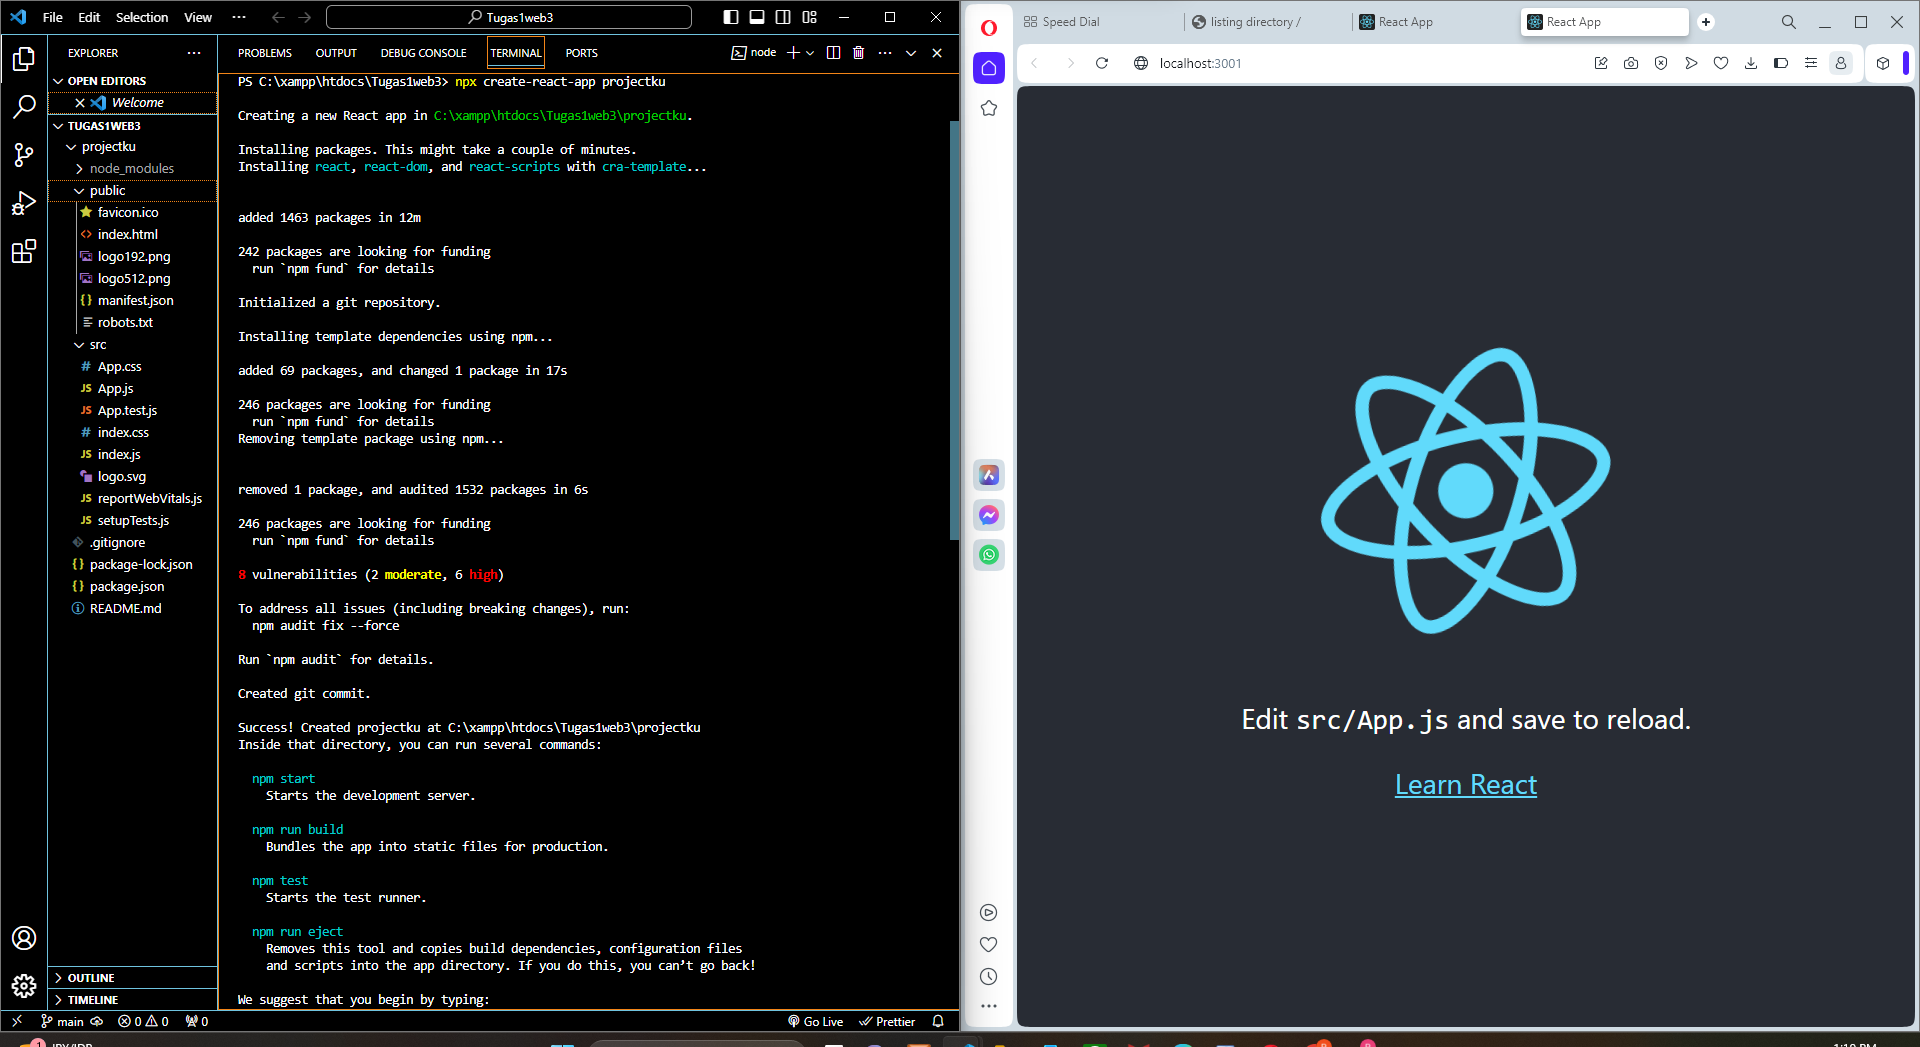 File Edit Selection View ··· Tugas1web3
EXPLORER ···
OPEN EDITORS
Welcome
TUGAS1WEB3
projectku
node_modules
public
favicon.ico
index.html
logo192.png
logo512.png
manifest.json
robots.txt
src
App.css
App.js
App.test.js
index.css
index.js
logo.svg
reportWebVitals.js
setupTests.js
.gitignore
package-lock.json
package.json
README.md
OUTLINE
TIMELINE
PROBLEMS OUTPUT DEBUG CONSOLE TERMINAL PORTS node
PS C:\xampp\htdocs\Tugas1web3> npx create-react-app projectku
Creating a new React app in C:\xampp\htdocs\Tugas1web3\projectku.
Installing packages. This might take a couple of minutes.
Installing react, react-dom, and react-scripts with cra-template...
added 1463 packages in 12m
242 packages are looking for funding
run `npm fund` for details
Initialized a git repository.
Installing template dependencies using npm...
added 69 packages, and changed 1 package in 17s
246 packages are looking for funding
run `npm fund` for details
Removing template package using npm...
removed 1 package, and audited 1532 packages in 6s
246 packages are looking for funding
run `npm fund` for details
8 vulnerabilities (2 moderate, 6 high)
To address all issues (including breaking changes), run:
npm audit fix --force
Run `npm audit` for details.
Created git commit.
Success! Created projectku at C:\xampp\htdocs\Tugas1web3\projectku
Inside that directory, you can run several commands:
npm start
Starts the development server.
npm run build
Bundles the app into static files for production.
npm test
Starts the test runner.
npm run eject
Removes this tool and copies build dependencies, configuration files
and scripts into the app directory. If you do this, you can’t go back!
We suggest that you begin by typing:
main 0 0 0 Go Live Prettier
Speed Dial listing directory / React App React App
localhost:3001
Edit src/App.js and save to reload.
Learn React